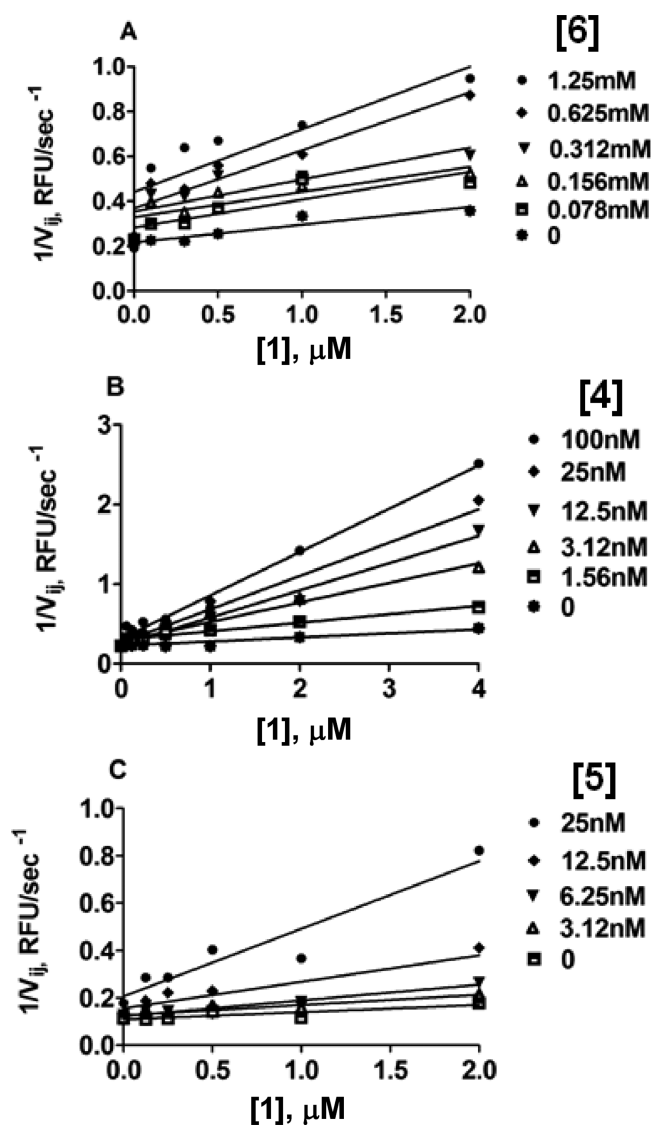 A
[6]
1/Vij, RFU/sec -1
1.0
0.8
0.6
0.4
0.2
0.0
0.0 0.5 1.0 1.5 2.0
[1], μM
1.25mM
0.625mM
0.312mM
0.156mM
0.078mM
0
B
[4]
1/Vij, RFU/sec -1
3
2
1
0
0 1 2 3 4
[1], μM
100nM
25nM
12.5nM
3.12nM
1.56nM
0
C
[5]
1/Vij, RFU/sec -1
1.0
0.8
0.6
0.4
0.2
0.0
0.0 0.5 1.0 1.5 2.0
[1], μM
25nM
12.5nM
6.25nM
3.12nM
0